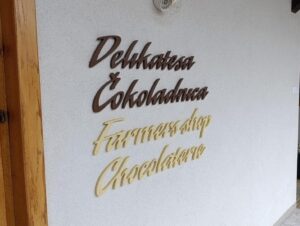 Delikatesa
&
Čokoladnica
Farmers shop
Chocolaterie